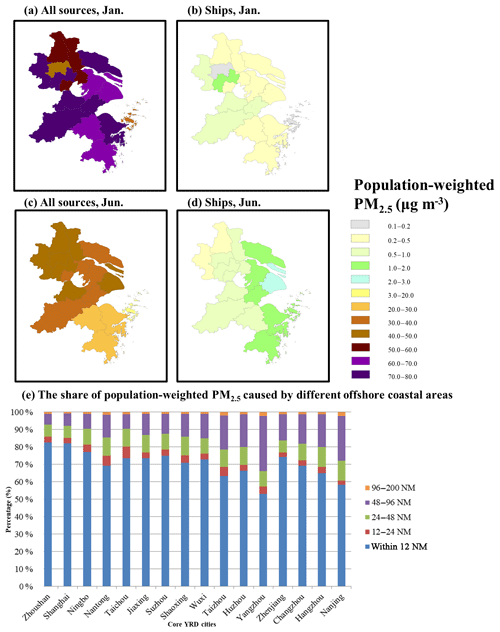 (a) All sources, Jan.
(b) Ships, Jan.
(c) All sources, Jun.
(d) Ships, Jun.
Population-weighted
PM2.5 (μg m-3)
0.1–0.2
0.2–0.5
0.5–1.0
1.0–2.0
2.0–3.0
3.0–20.0
20.0–30.0
30.0–40.0
40.0–50.0
50.0–60.0
60.0–70.0
70.0–80.0
(e) The share of population-weighted PM2.5 caused by different offshore coastal areas
Percentage (%)
100 %
90 %
80 %
70 %
60 %
50 %
40 %
30 %
20 %
10 %
0 %
96–200 NM
48–96 NM
24–48 NM
12–24 NM
Within 12 NM
Zhoushan
Shanghai
Ningbo
Nantong
Taichou
Jiaxing
Suzhou
Shaoxing
Wuxi
Taizhou
Huzhou
Yangzhou
Zhenjiang
Changzhou
Hangzhou
Nanjing
Core YRD cities